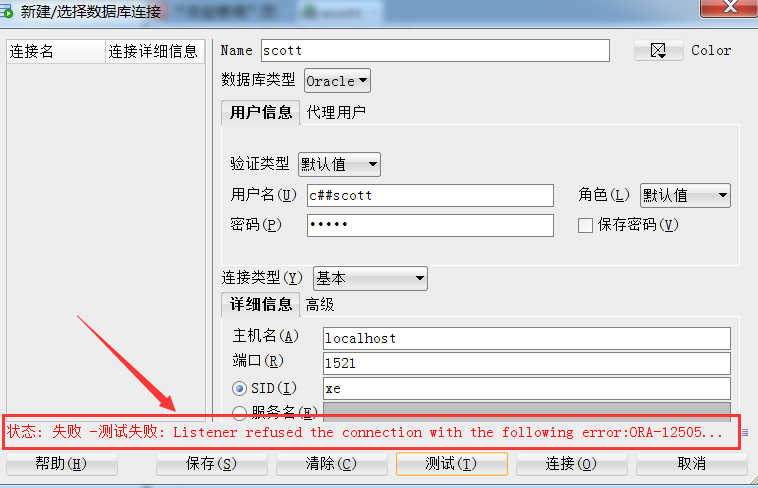 新建/选择数据库连接
连接名 连接详细信息
Name scott Color
数据库类型 Oracle
用户信息 代理用户
验证类型 默认值
用户名(U) c##scott 角色(L) 默认值
密码(P) ••••• 保存密码(V)
连接类型(Y) 基本
详细信息 高级
主机名(A) localhost
端口(R) 1521
SID(I) xe
服务名(E)
状态: 失败 -测试失败: Listener refused the connection with the following error:ORA-12505...
帮助(H) 保存(S) 清除(C) 测试(T) 连接(O) 取消